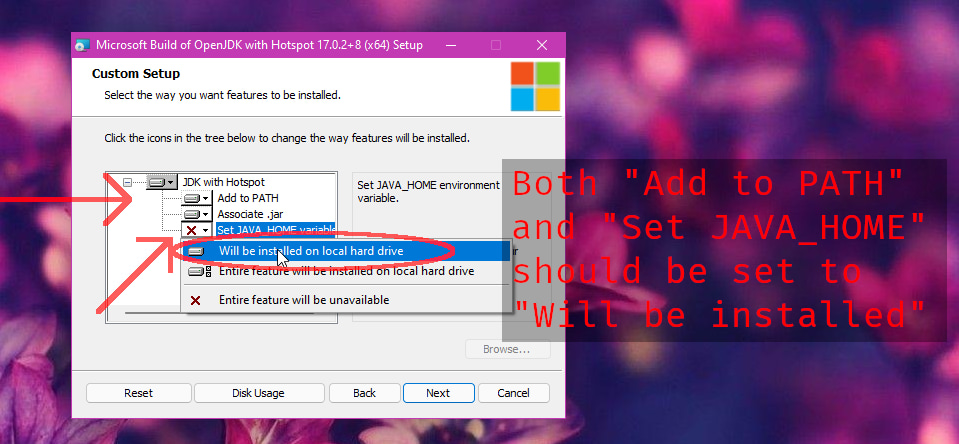 Microsoft Build of OpenJDK with Hotspot 17.0.2+8 (x64) Setup
Custom Setup
Select the way you want features to be installed.
Click the icons in the tree below to change the way features will be installed.
JDK with Hotspot
Add to PATH
Associate .jar
Set JAVA_HOME variable
Will be installed on local hard drive
Entire feature will be installed on local hard drive
Entire feature will be unavailable
Set JAVA_HOME environment
variable.
Browse...
Reset
Disk Usage
Back
Next
Cancel
Both "Add to PATH"
and "Set JAVA_HOME"
should be set to
"Will be installed"